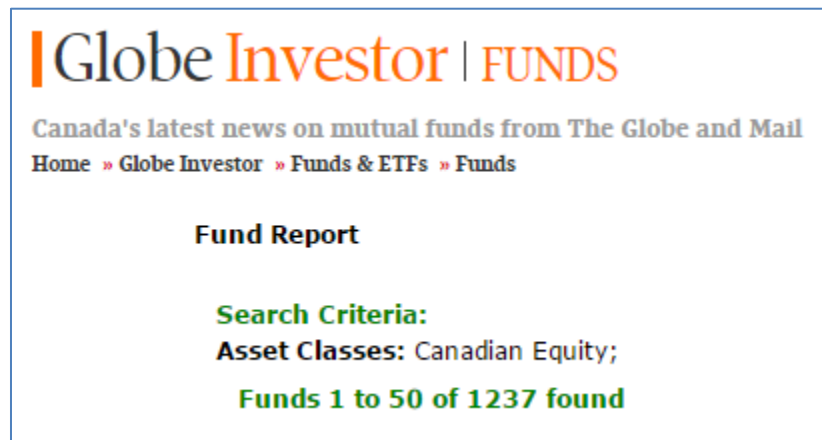 Globe Investor | FUNDS
Canada's latest news on mutual funds from The Globe and Mail
Home » Globe Investor » Funds & ETFs » Funds
Fund Report
Search Criteria:
Asset Classes: Canadian Equity;
Funds 1 to 50 of 1237 found